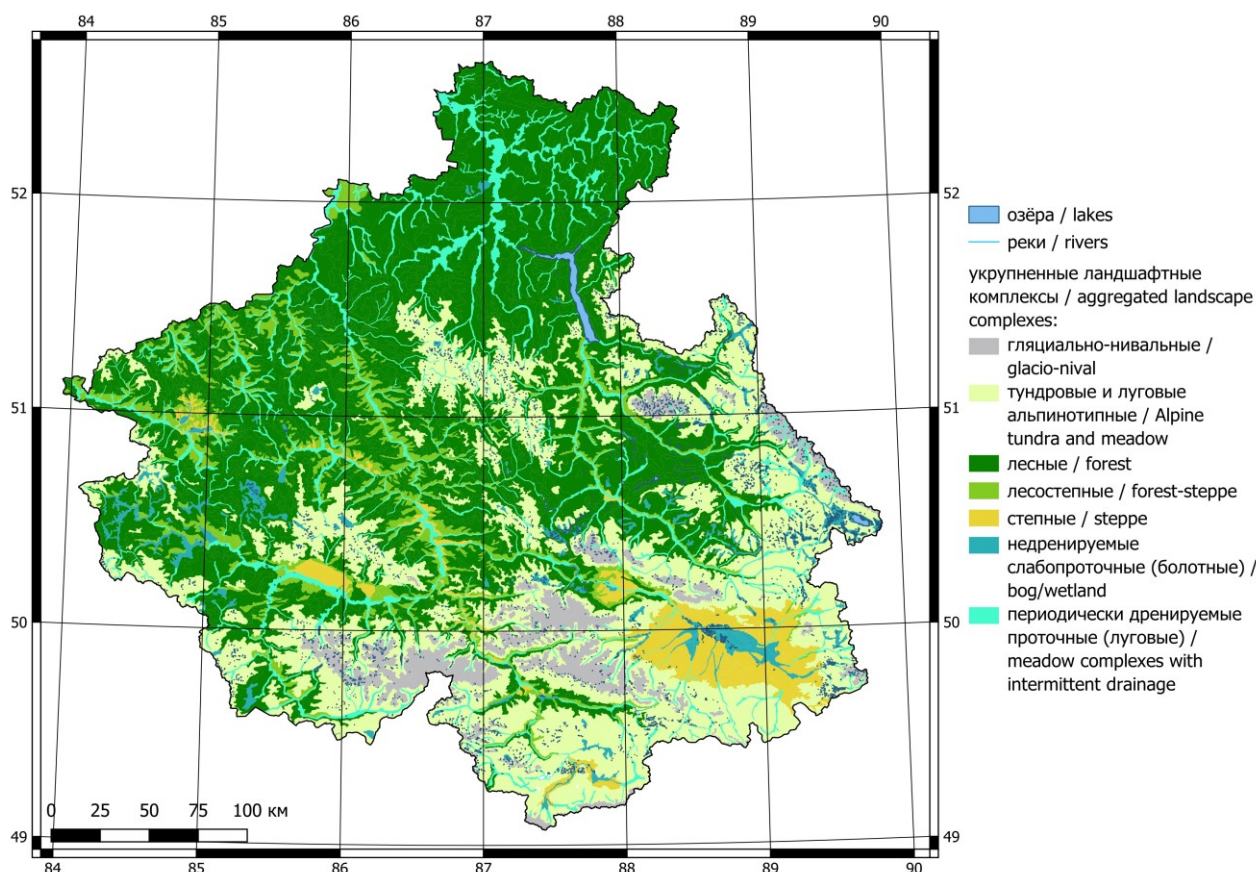 84 85 86 87 88 89 90
52 52
51 51
50 50
49 49
0 25 50 75 100 км
84 85 86 87 88 89 90
озёра / lakes
реки / rivers
укрупненные ландшафтные
комплексы / aggregated landscape
complexes:
гляциально-нивальные /
glacio-nival
тундровые и луговые
альпинотипные / Alpine
tundra and meadow
лесные / forest
лесостепные / forest-steppe
степные / steppe
недренируемые
слабопроточные (болотные) /
bog/wetland
периодически дренируемые
проточные (луговые) /
meadow complexes with
intermittent drainage